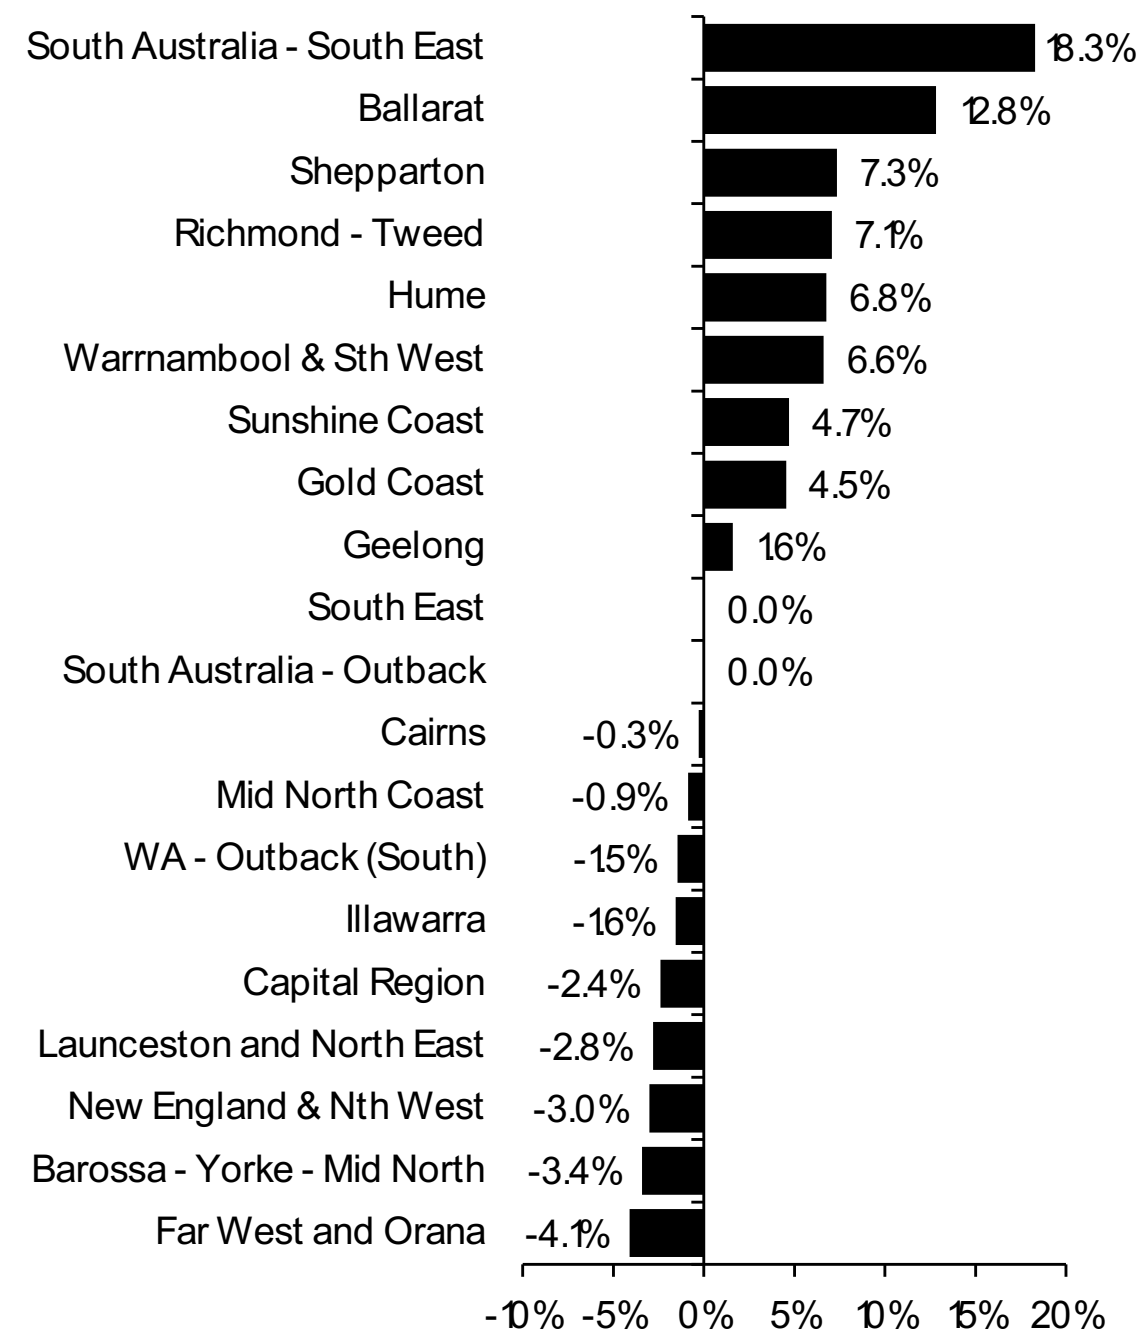 South Australia - South East 18.3%
Ballarat 12.8%
Shepparton 7.3%
Richmond - Tweed 7.1%
Hume 6.8%
Warrnambool & Sth West 6.6%
Sunshine Coast 4.7%
Gold Coast 4.5%
Geelong 1.6%
South East 0.0%
South Australia - Outback 0.0%
Cairns -0.3%
Mid North Coast -0.9%
WA - Outback (South) -1.5%
Illawarra -1.6%
Capital Region -2.4%
Launceston and North East -2.8%
New England & Nth West -3.0%
Barossa - Yorke - Mid North -3.4%
Far West and Orana -4.1%
-10% -5% 0% 5% 10% 15% 20%